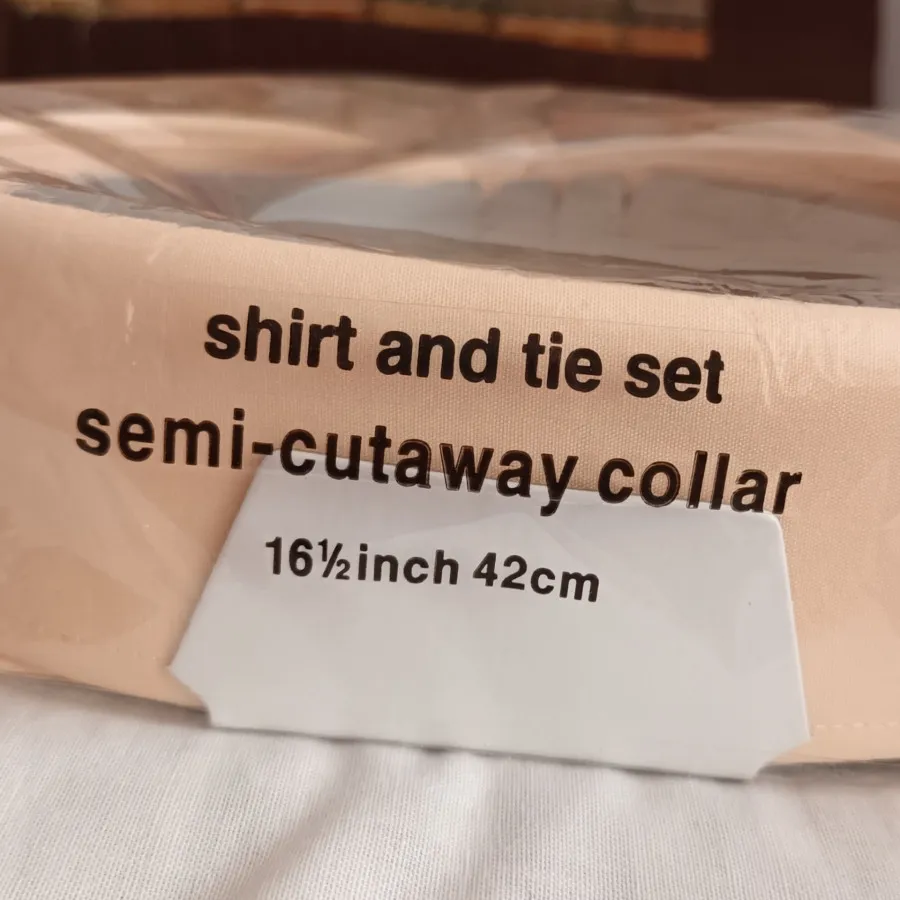 shirt and tie set
semi-cutaway collar
16½inch 42cm